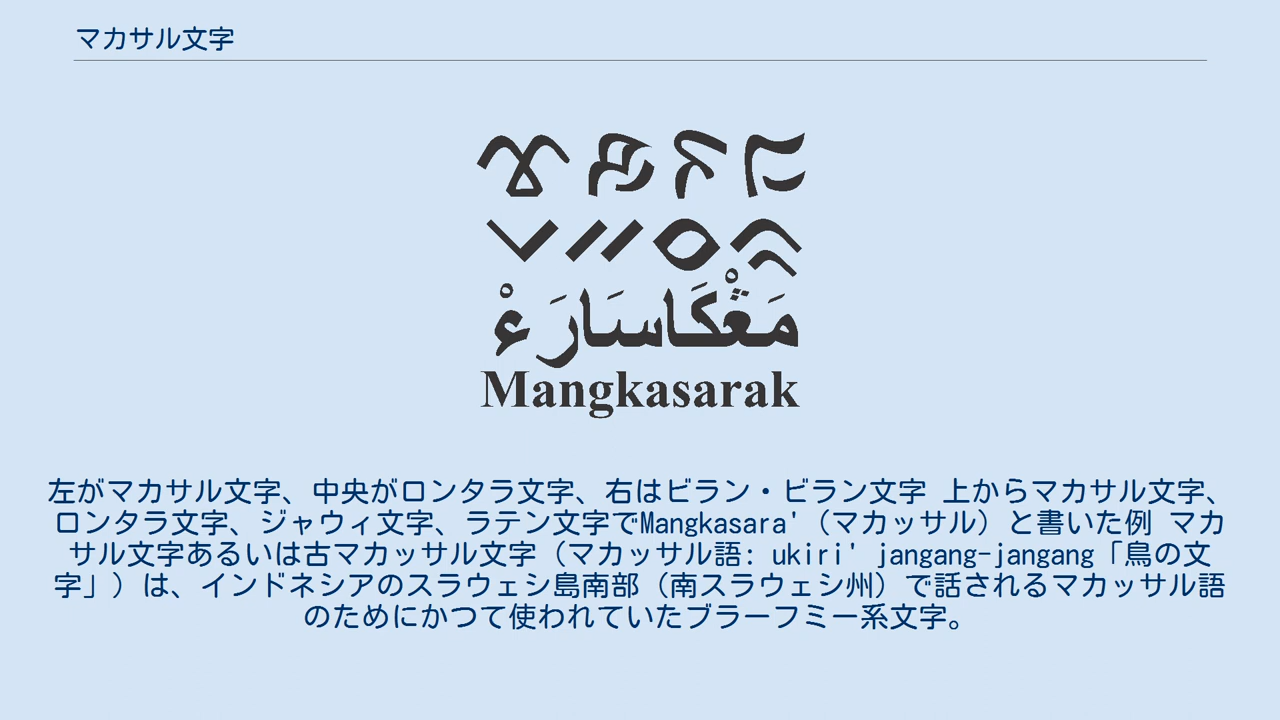 マカサル文字
𑻥𑻠𑻰𑻭
ᨆᨀᨔᨑ
مَڠْكَاسَارَءْ
Mangkasarak
左がマカサル文字、中央がロンタラ文字、右はビラン・ビラン文字 上からマカサル文字、
ロンタラ文字、ジャウィ文字、ラテン文字でMangkasara'（マカッサル）と書いた例 マカ
サル文字あるいは古マカッサル文字（マカッサル語: ukiri' jangang-jangang「鳥の文
字」）は、インドネシアのスラウェシ島南部（南スラウェシ州）で話されるマカッサル語
のためにかつて使われていたブラーフミー系文字。